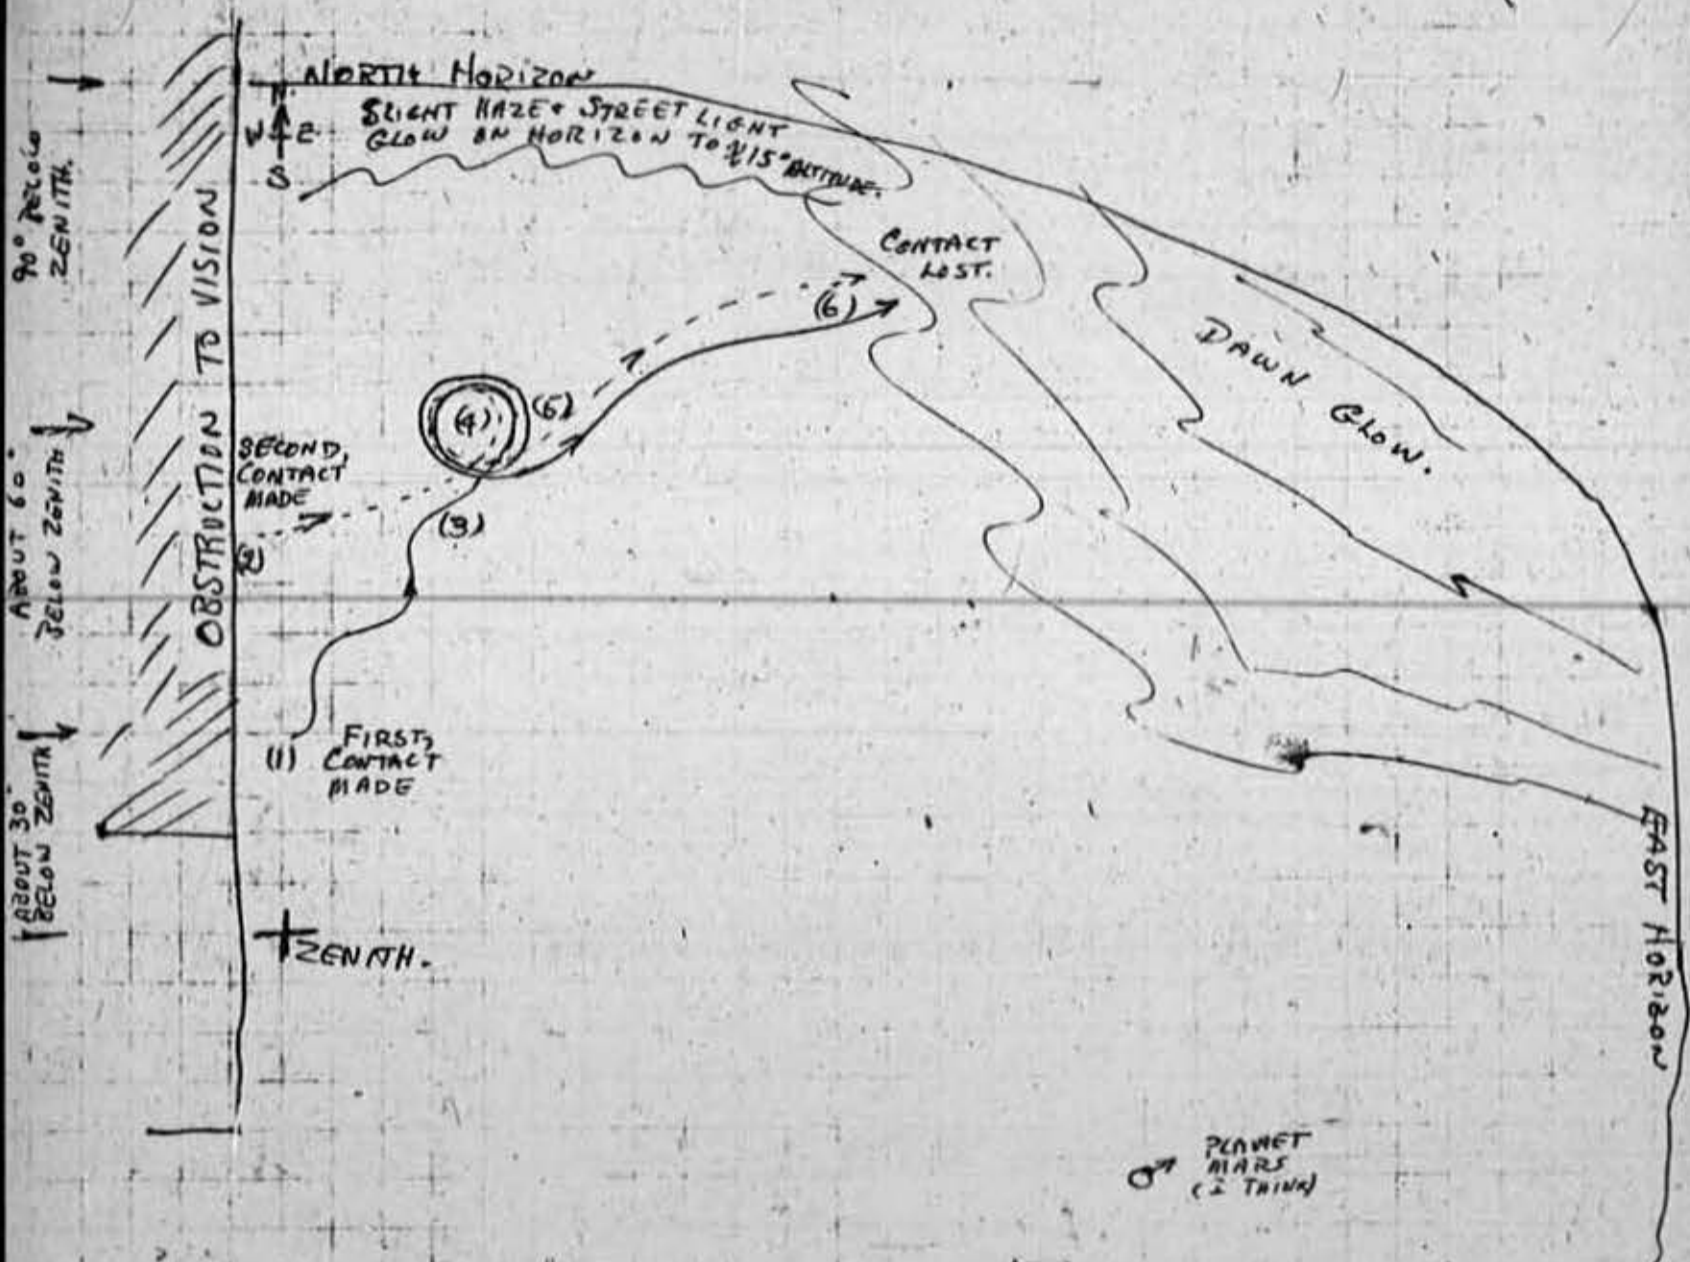 NORTH HORIZON
N
W E
S
SLIGHT HAZE & STREET LIGHT
GLOW ON HORIZON TO 15° ALTITUDE.
90° BELOW
ZENITH.
OBSTRUCTION TO VISION
CONTACT
LOST.
(6)
DAWN GLOW.
(4)
(5)
SECOND,
CONTACT
MADE
(2)
(3)
ABOUT 60°
BELOW ZENITH
FIRST,
(1) CONTACT
MADE
ABOUT 30°
BELOW ZENITH
ZENITH.
EAST HORIZON
PLANET
MARS
(I THINK)